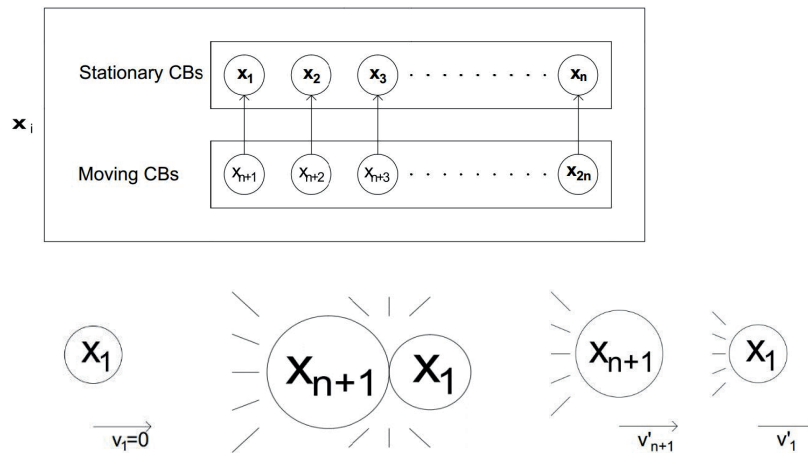 Stationary CBs x₁ x₂ x₃ · · · · · · · · · · xₙ
xᵢ
Moving CBs xₙ₊₁ xₙ₊₂ xₙ₊₃ · · · · · · · · · · x₂ₙ
x₁ xₙ₊₁ x₁ xₙ₊₁ x₁
v₁=0 v'ₙ₊₁ v'₁